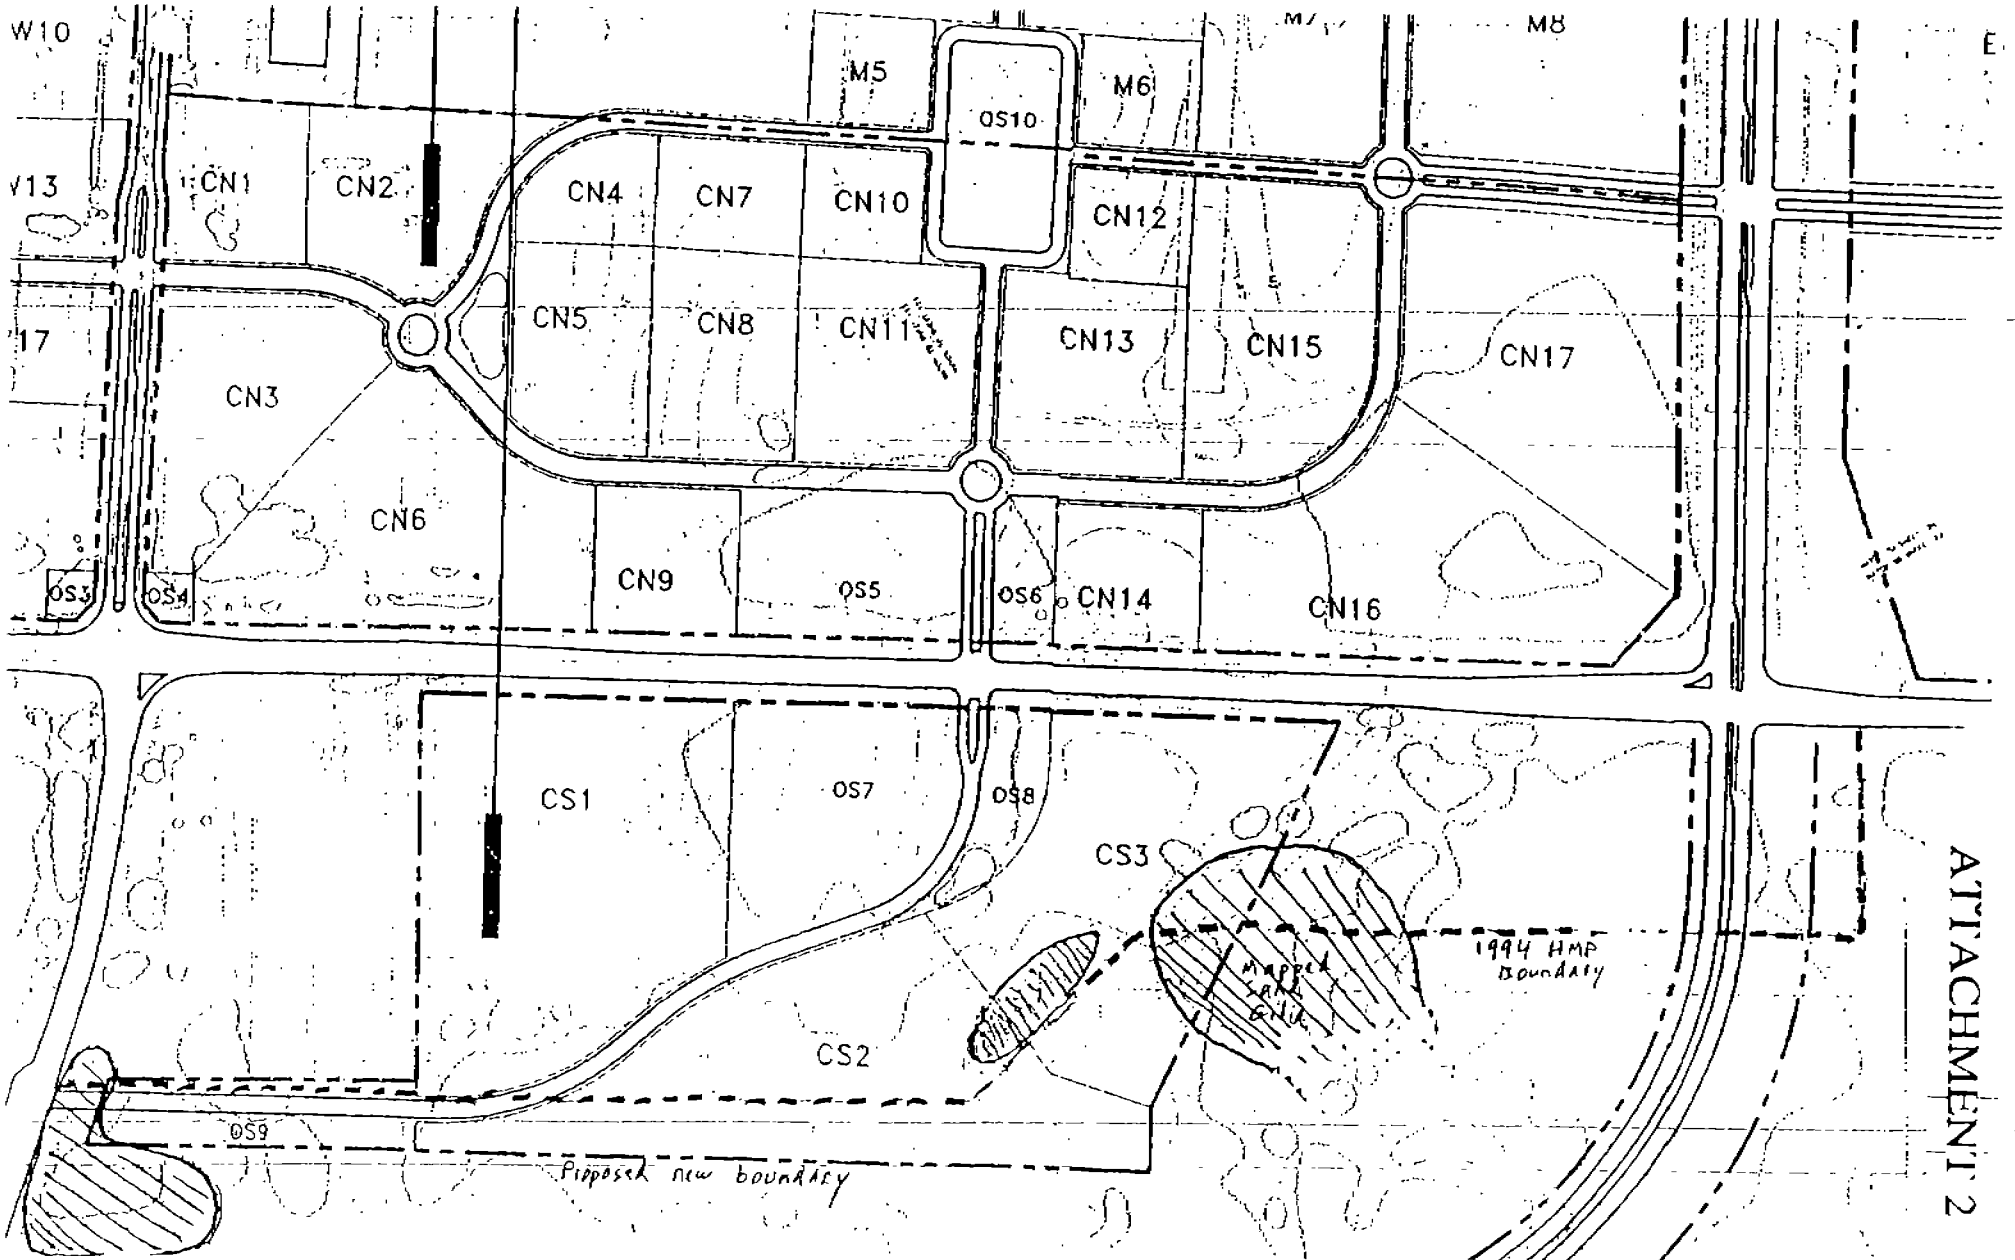 W10
M5
OS10
M6
M8
CN1
CN2
CN4
CN7
CN10
CN12
CN3
CN5
CN8
CN11
CN13
CN15
CN17
17
CN6
CN9
OS3
OS4
OS5
OS6
CN14
CN16
CS1
OS7
OS8
CS3
CS2
OS9
Mapped
SAND
GILIA
1994 HMP
Boundary
Proposed new boundary
ATTACHMENT 2